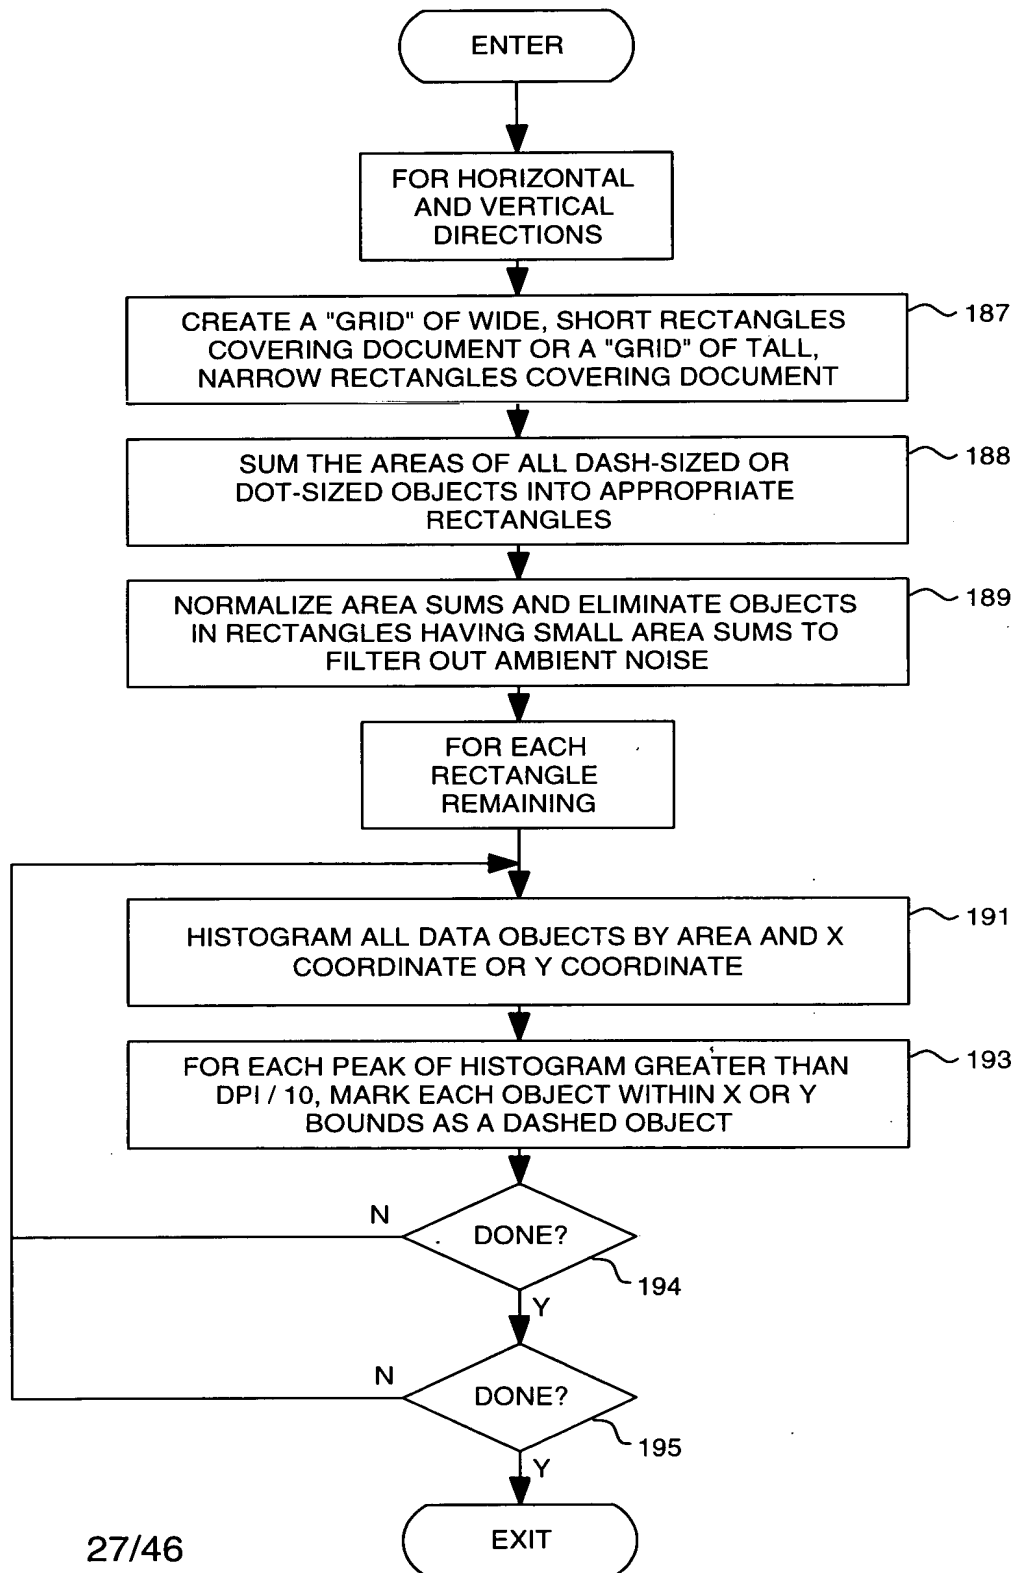 ENTER
FOR HORIZONTAL
AND VERTICAL
DIRECTIONS
CREATE A "GRID" OF WIDE, SHORT RECTANGLES
COVERING DOCUMENT OR A "GRID" OF TALL,
NARROW RECTANGLES COVERING DOCUMENT
187
SUM THE AREAS OF ALL DASH-SIZED OR
DOT-SIZED OBJECTS INTO APPROPRIATE
RECTANGLES
188
NORMALIZE AREA SUMS AND ELIMINATE OBJECTS
IN RECTANGLES HAVING SMALL AREA SUMS TO
FILTER OUT AMBIENT NOISE
189
FOR EACH
RECTANGLE
REMAINING
HISTOGRAM ALL DATA OBJECTS BY AREA AND X
COORDINATE OR Y COORDINATE
191
FOR EACH PEAK OF HISTOGRAM GREATER THAN
DPI / 10, MARK EACH OBJECT WITHIN X OR Y
BOUNDS AS A DASHED OBJECT
193
N
DONE?
194
Y
N
DONE?
195
Y
EXIT
27/46